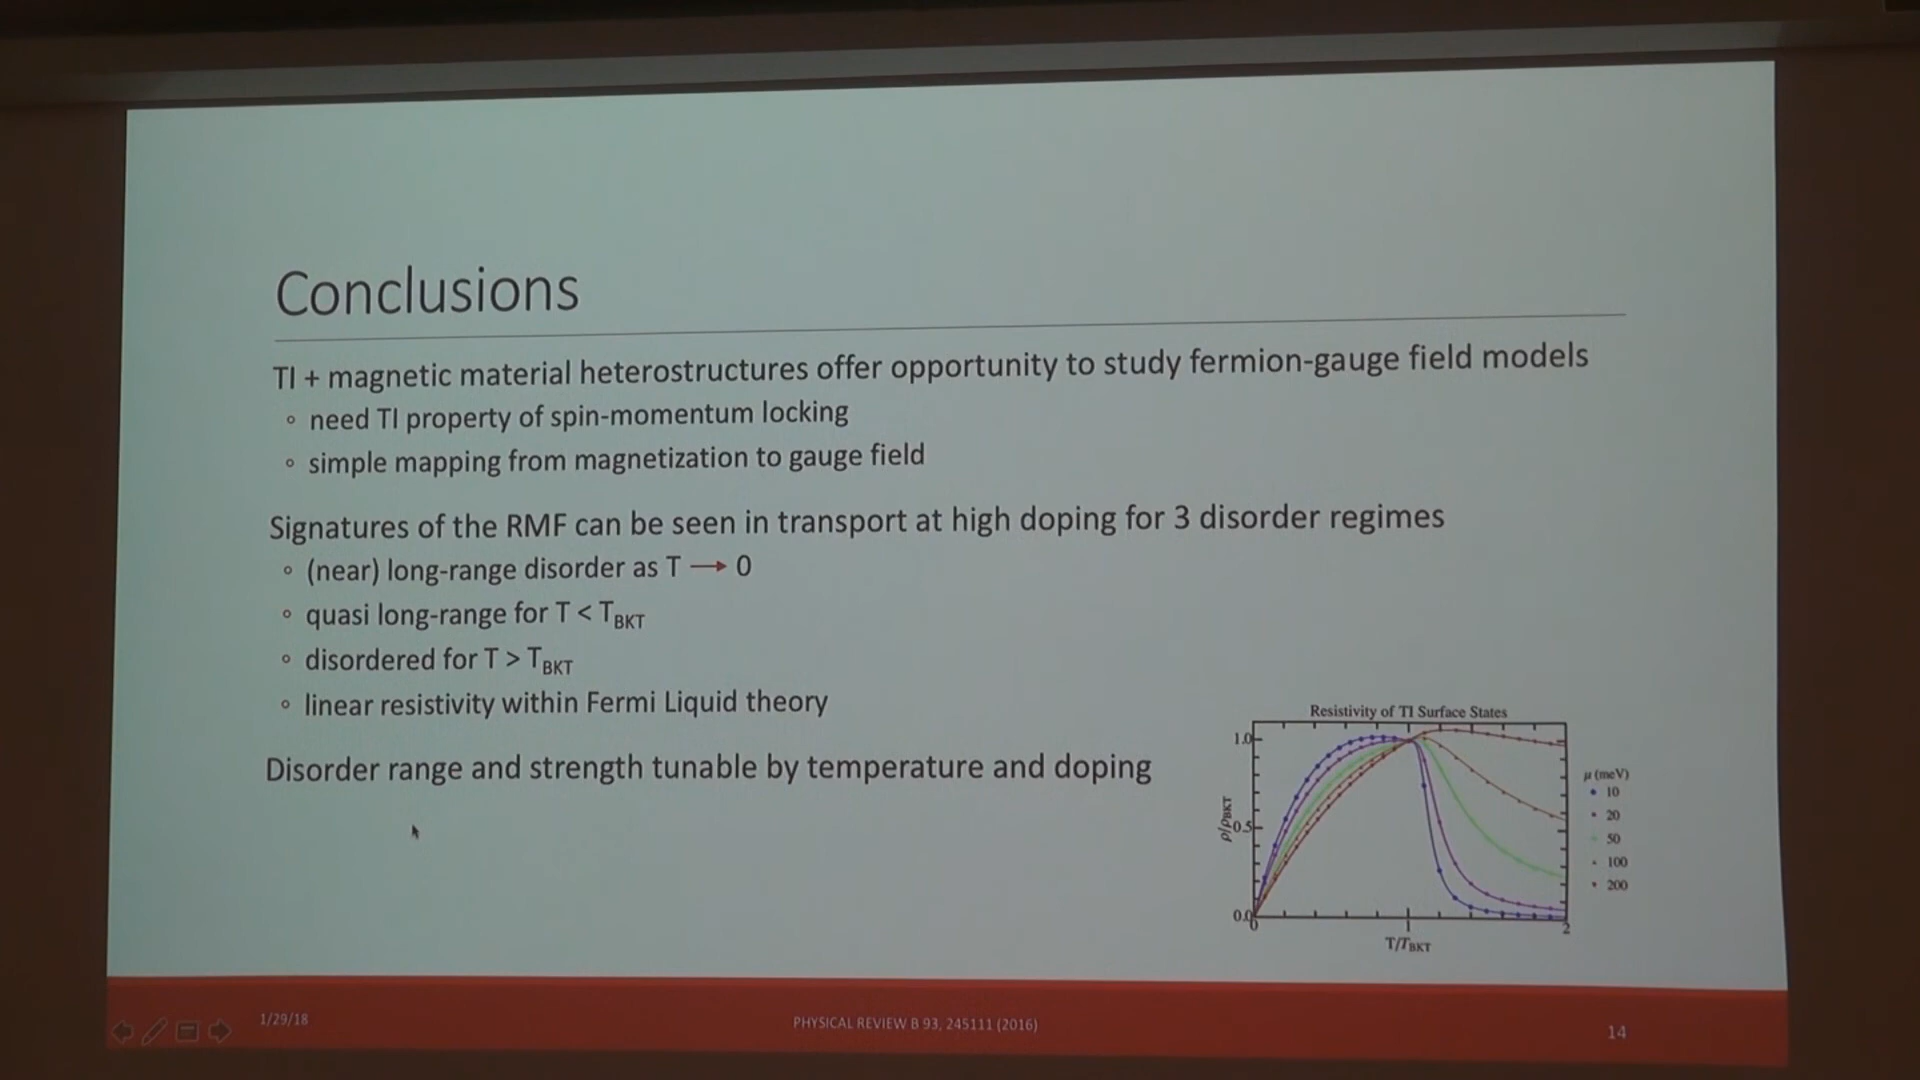 Conclusions
TI + magnetic material heterostructures offer opportunity to study fermion-gauge field models
◦ need TI property of spin-momentum locking
◦ simple mapping from magnetization to gauge field
Signatures of the RMF can be seen in transport at high doping for 3 disorder regimes
◦ (near) long-range disorder as T → 0
◦ quasi long-range for T < T_BKT
◦ disordered for T > T_BKT
◦ linear resistivity within Fermi Liquid theory
Disorder range and strength tunable by temperature and doping
Resistivity of TI Surface States
1.0
0.5
0.0
ρ/ρ_BKT
0 1 2
T/T_BKT
μ (meV)
10
20
50
100
200
1/29/18
PHYSICAL REVIEW B 93, 245111 (2016)
14